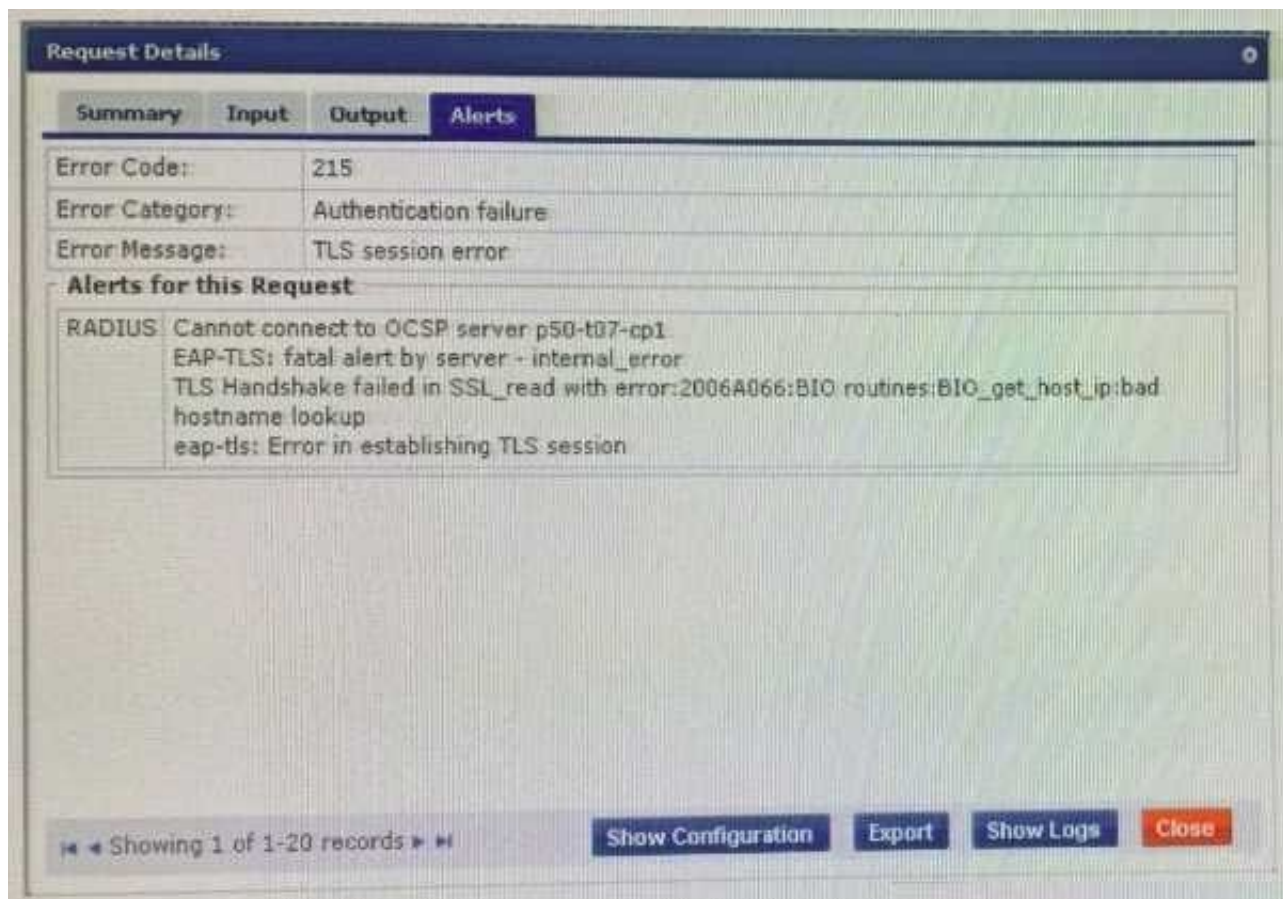 Request Details
Summary Input Output Alerts
Error Code: 215
Error Category: Authentication failure
Error Message: TLS session error
Alerts for this Request
RADIUS Cannot connect to OCSP server p50-t07-cp1
EAP-TLS: fatal alert by server - internal_error
TLS Handshake failed in SSL_read with error:2006A066:BIO routines:BIO_get_host_ip:bad
hostname lookup
eap-tls: Error in establishing TLS session
Showing 1 of 1-20 records Show Configuration Export Show Logs Close